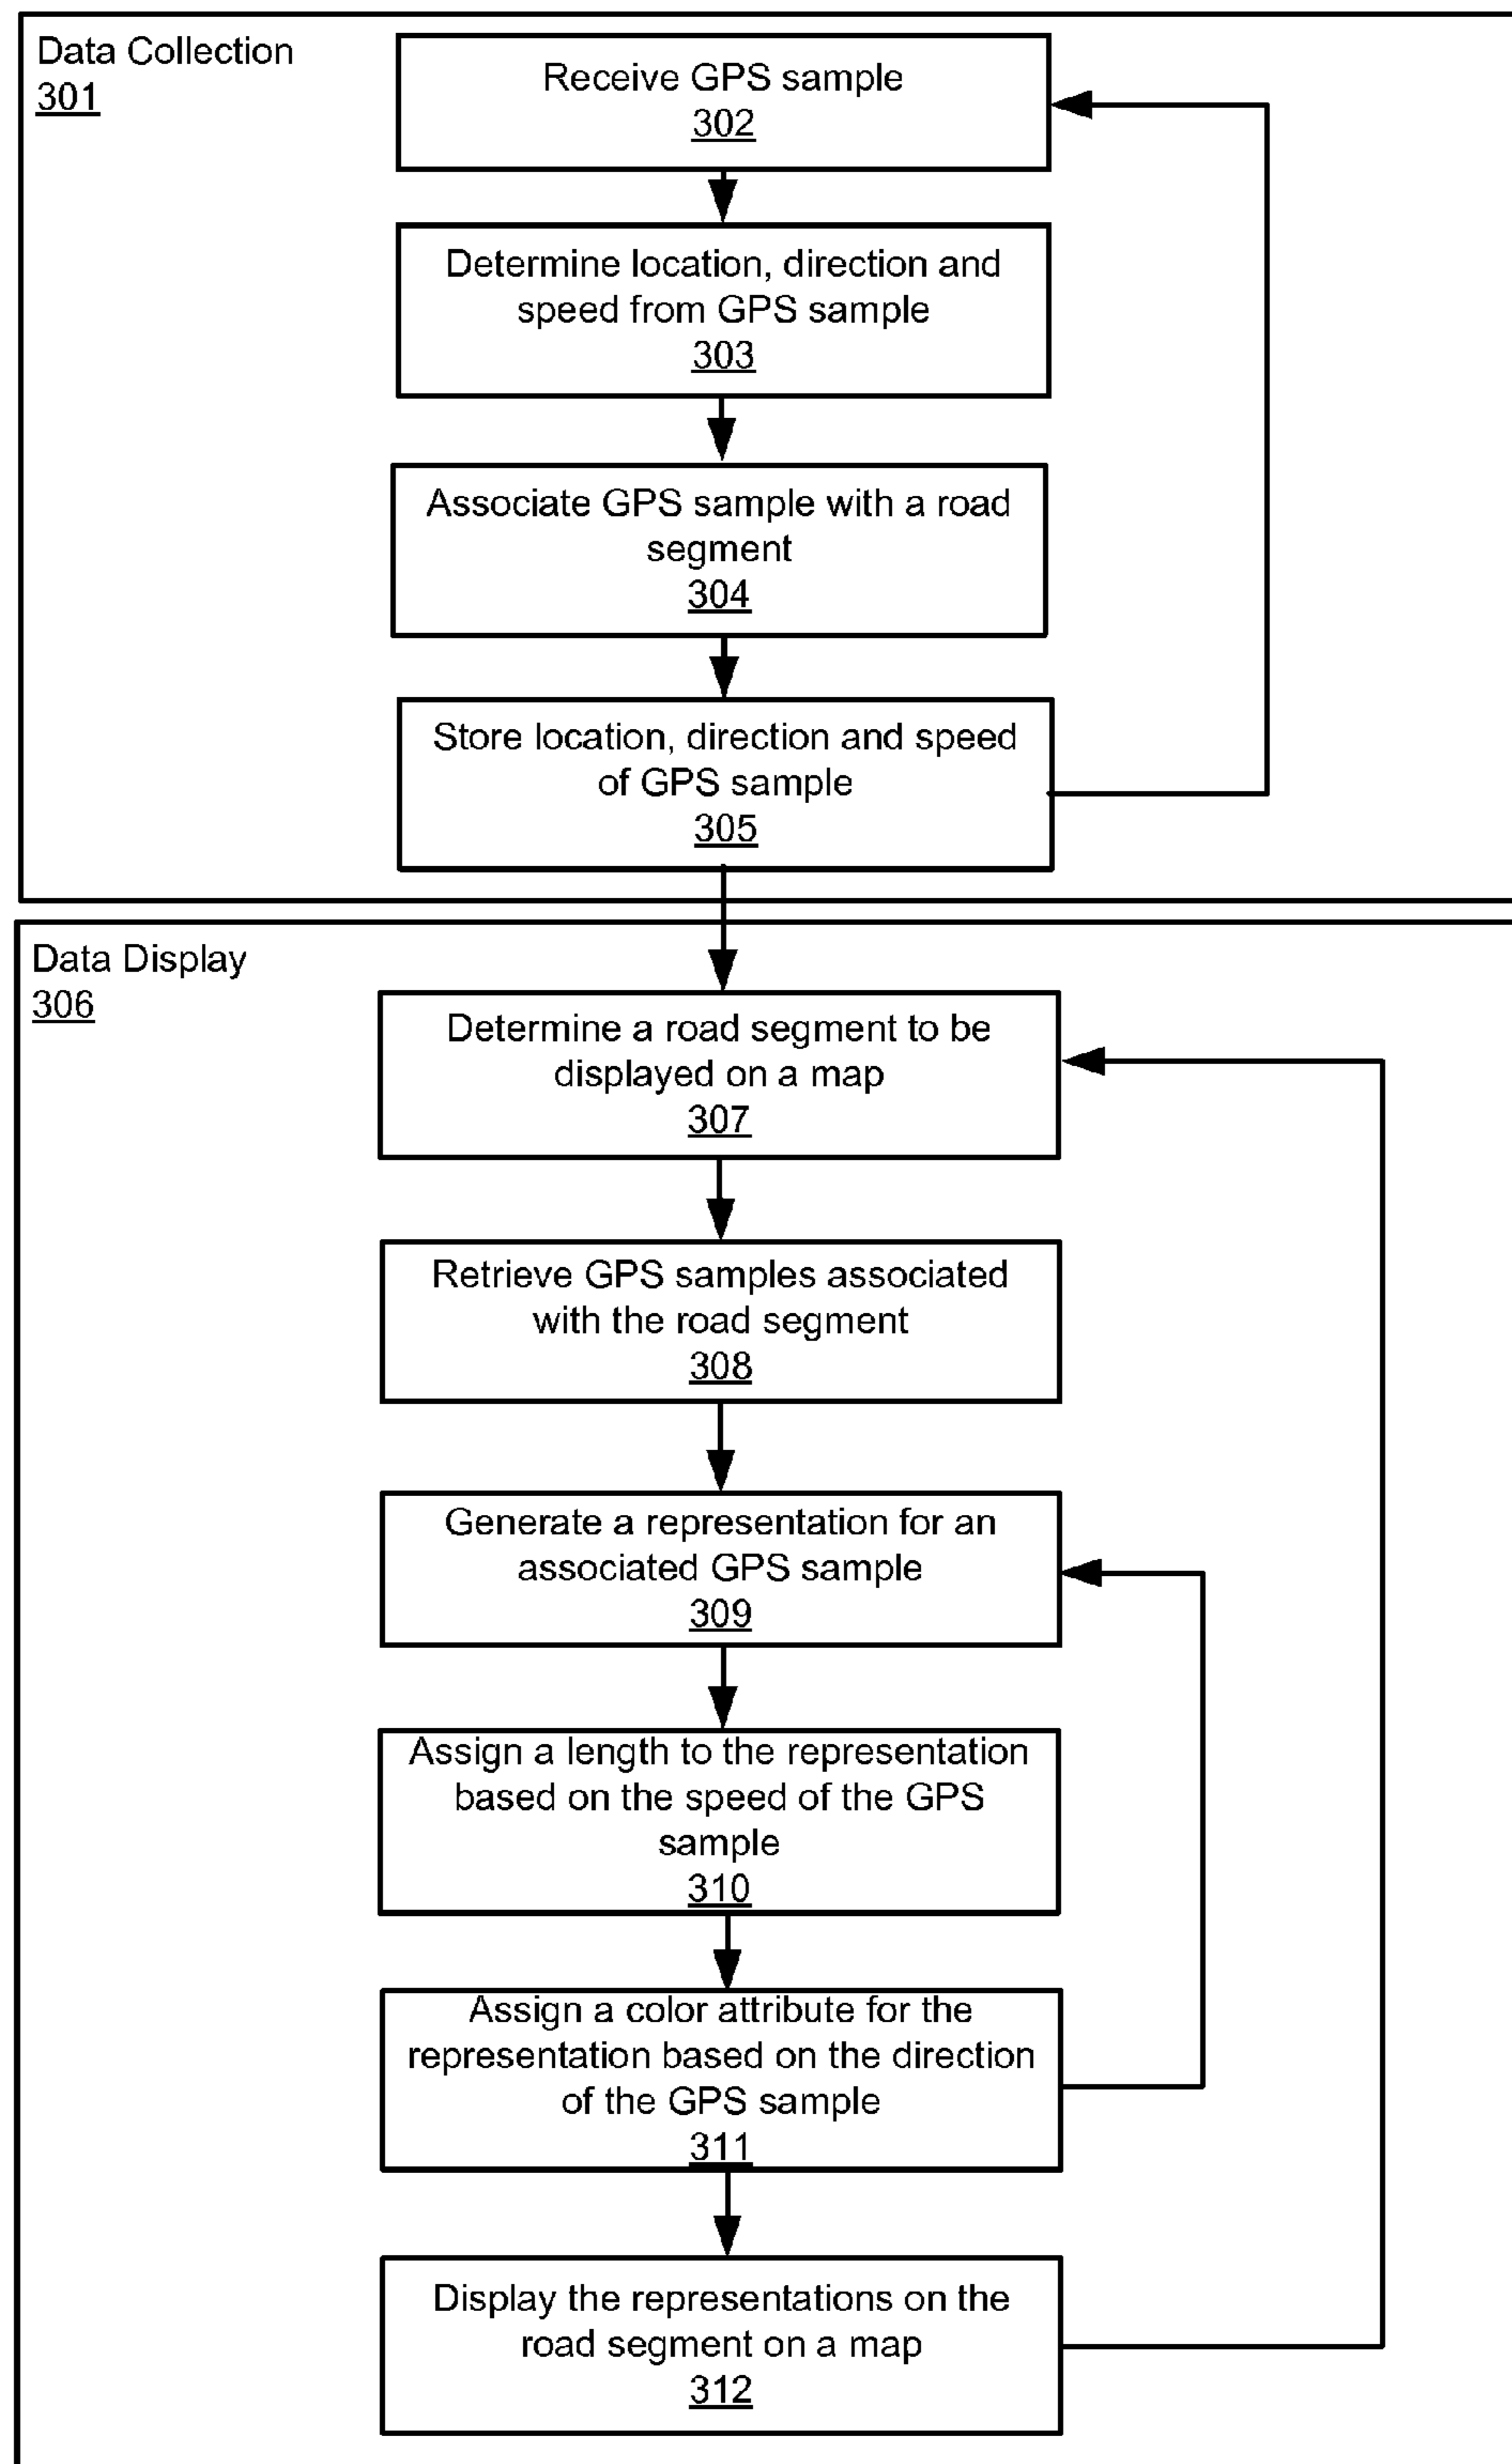 Data Collection
301
Receive GPS sample
302
Determine location, direction and
speed from GPS sample
303
Associate GPS sample with a road
segment
304
Store location, direction and speed
of GPS sample
305
Data Display
306
Determine a road segment to be
displayed on a map
307
Retrieve GPS samples associated
with the road segment
308
Generate a representation for an
associated GPS sample
309
Assign a length to the representation
based on the speed of the GPS
sample
310
Assign a color attribute for the
representation based on the direction
of the GPS sample
311
Display the representations on the
road segment on a map
312